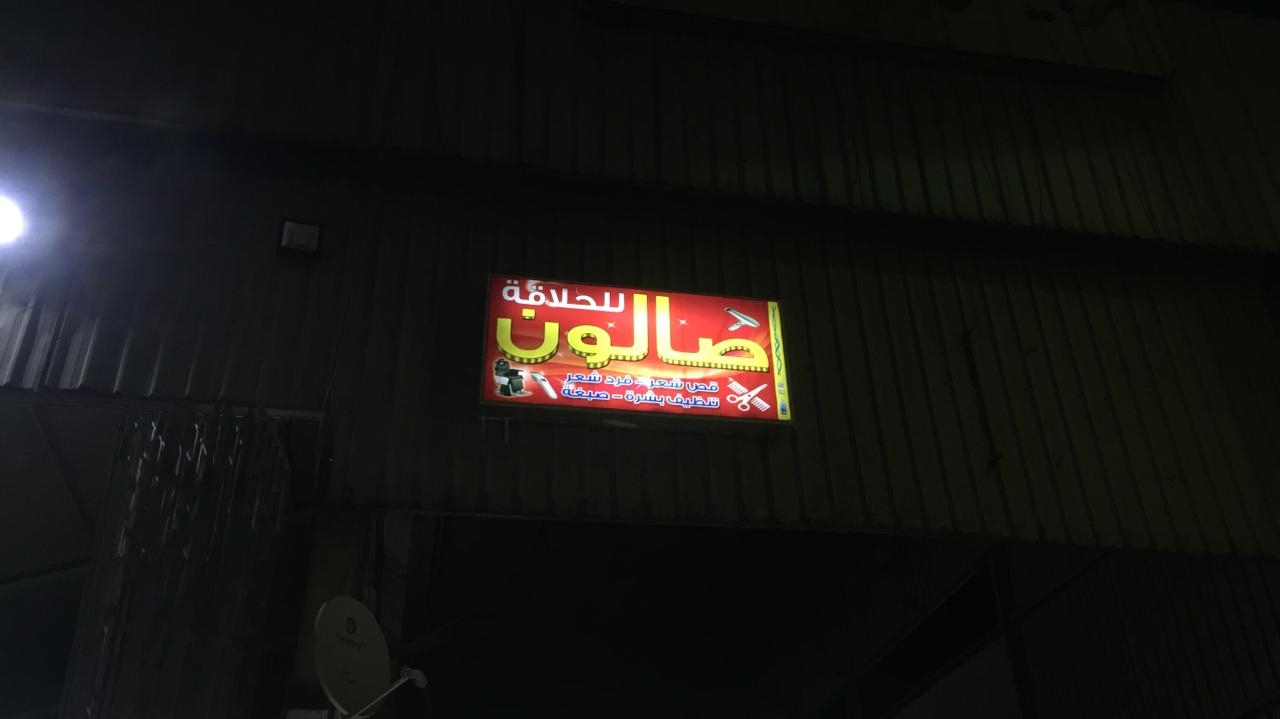 صالون
للحلاقة
قص شعر - فرد شعر
تنظيف بشرة - صبغة